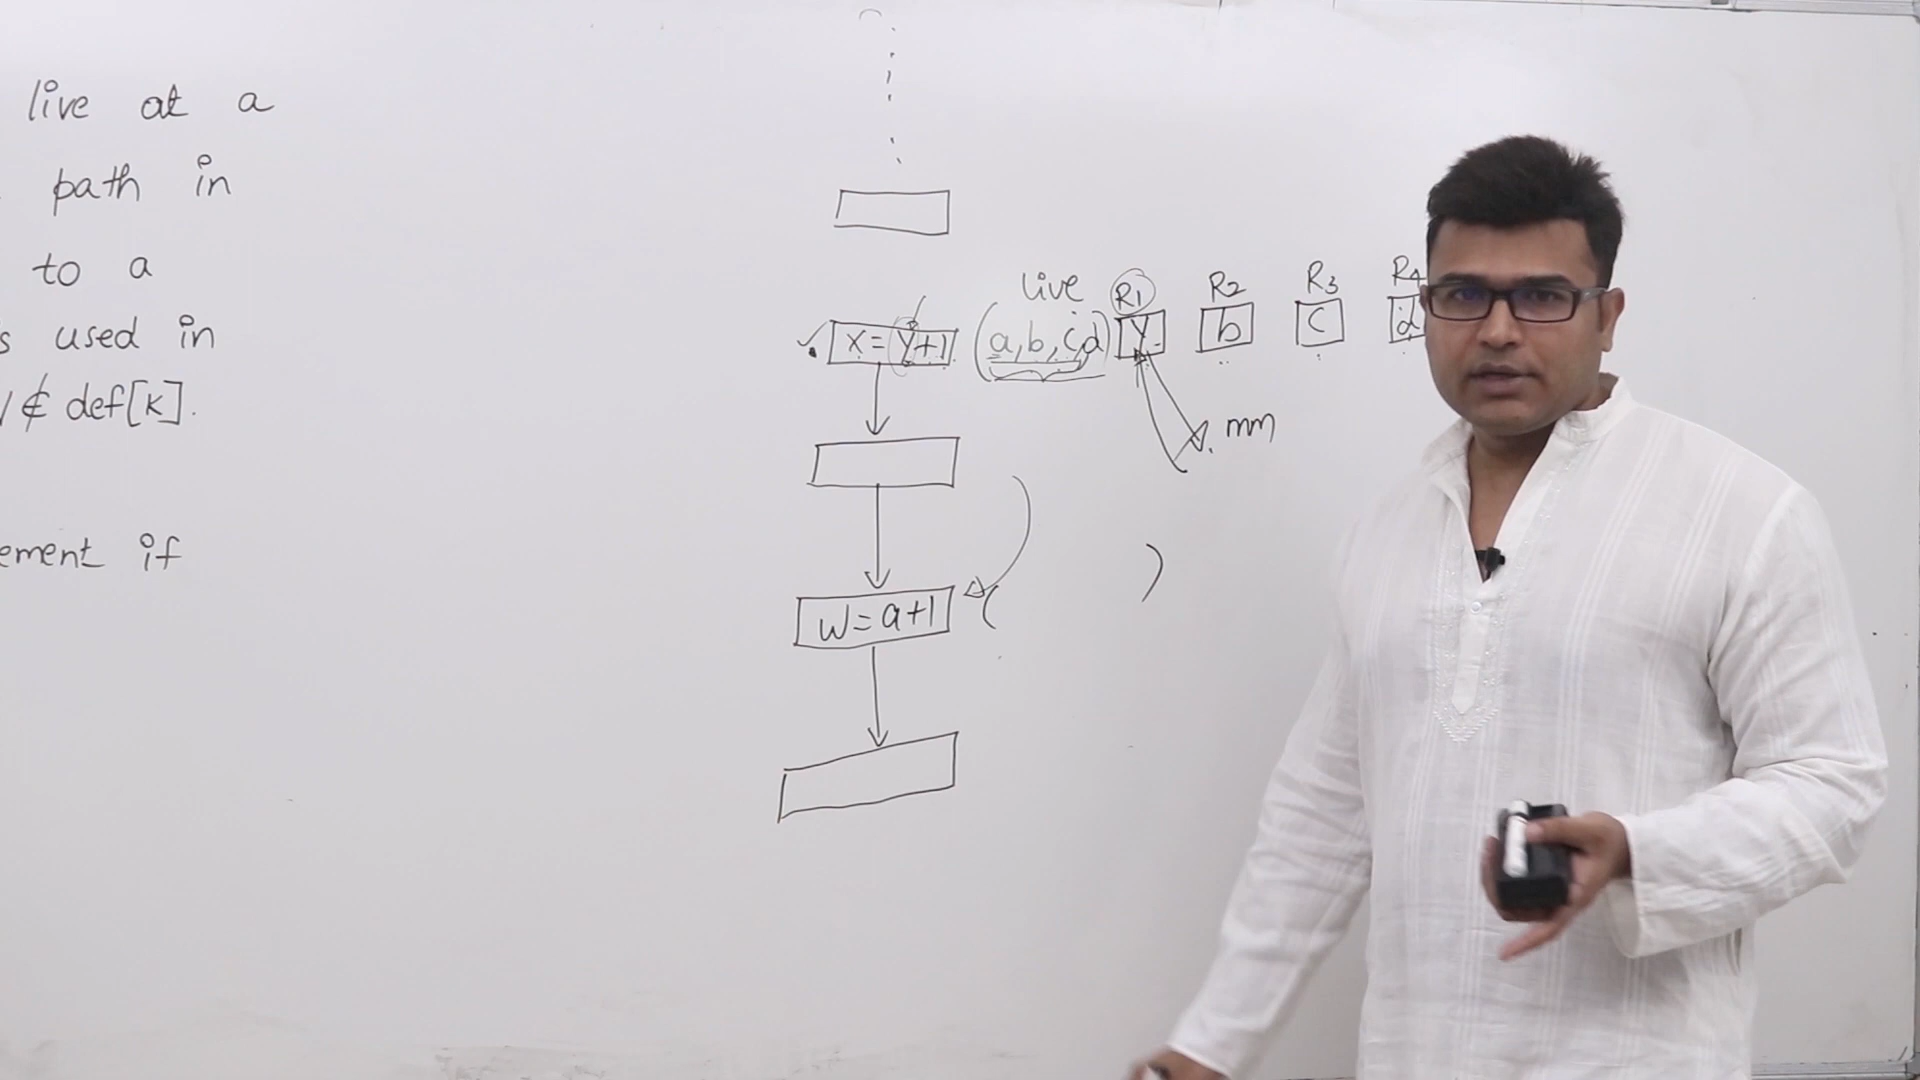 live at a
path in
to a
s used in
∉ def[k].
ement if
live
R1 R2 R3 R4
x = y+1 (a,b,c,d) y b c d
mm
w = a+1 ( )